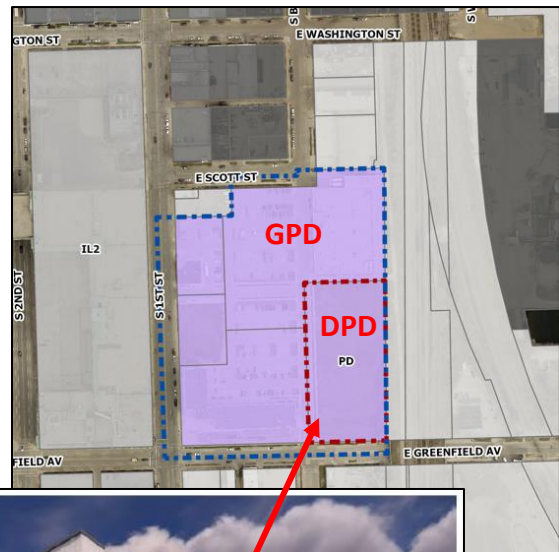 GTON ST
S B
E WASHINGTON ST
E SCOTT ST
GPD
IL2
S 2ND ST
S 1ST ST
DPD
PD
FIELD AV
E GREENFIELD AV